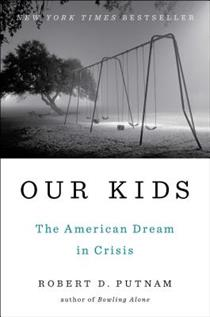 NEW YORK TIMES BESTSELLER
OUR KIDS
The American Dream
in Crisis
ROBERT D. PUTNAM
author of Bowling Alone